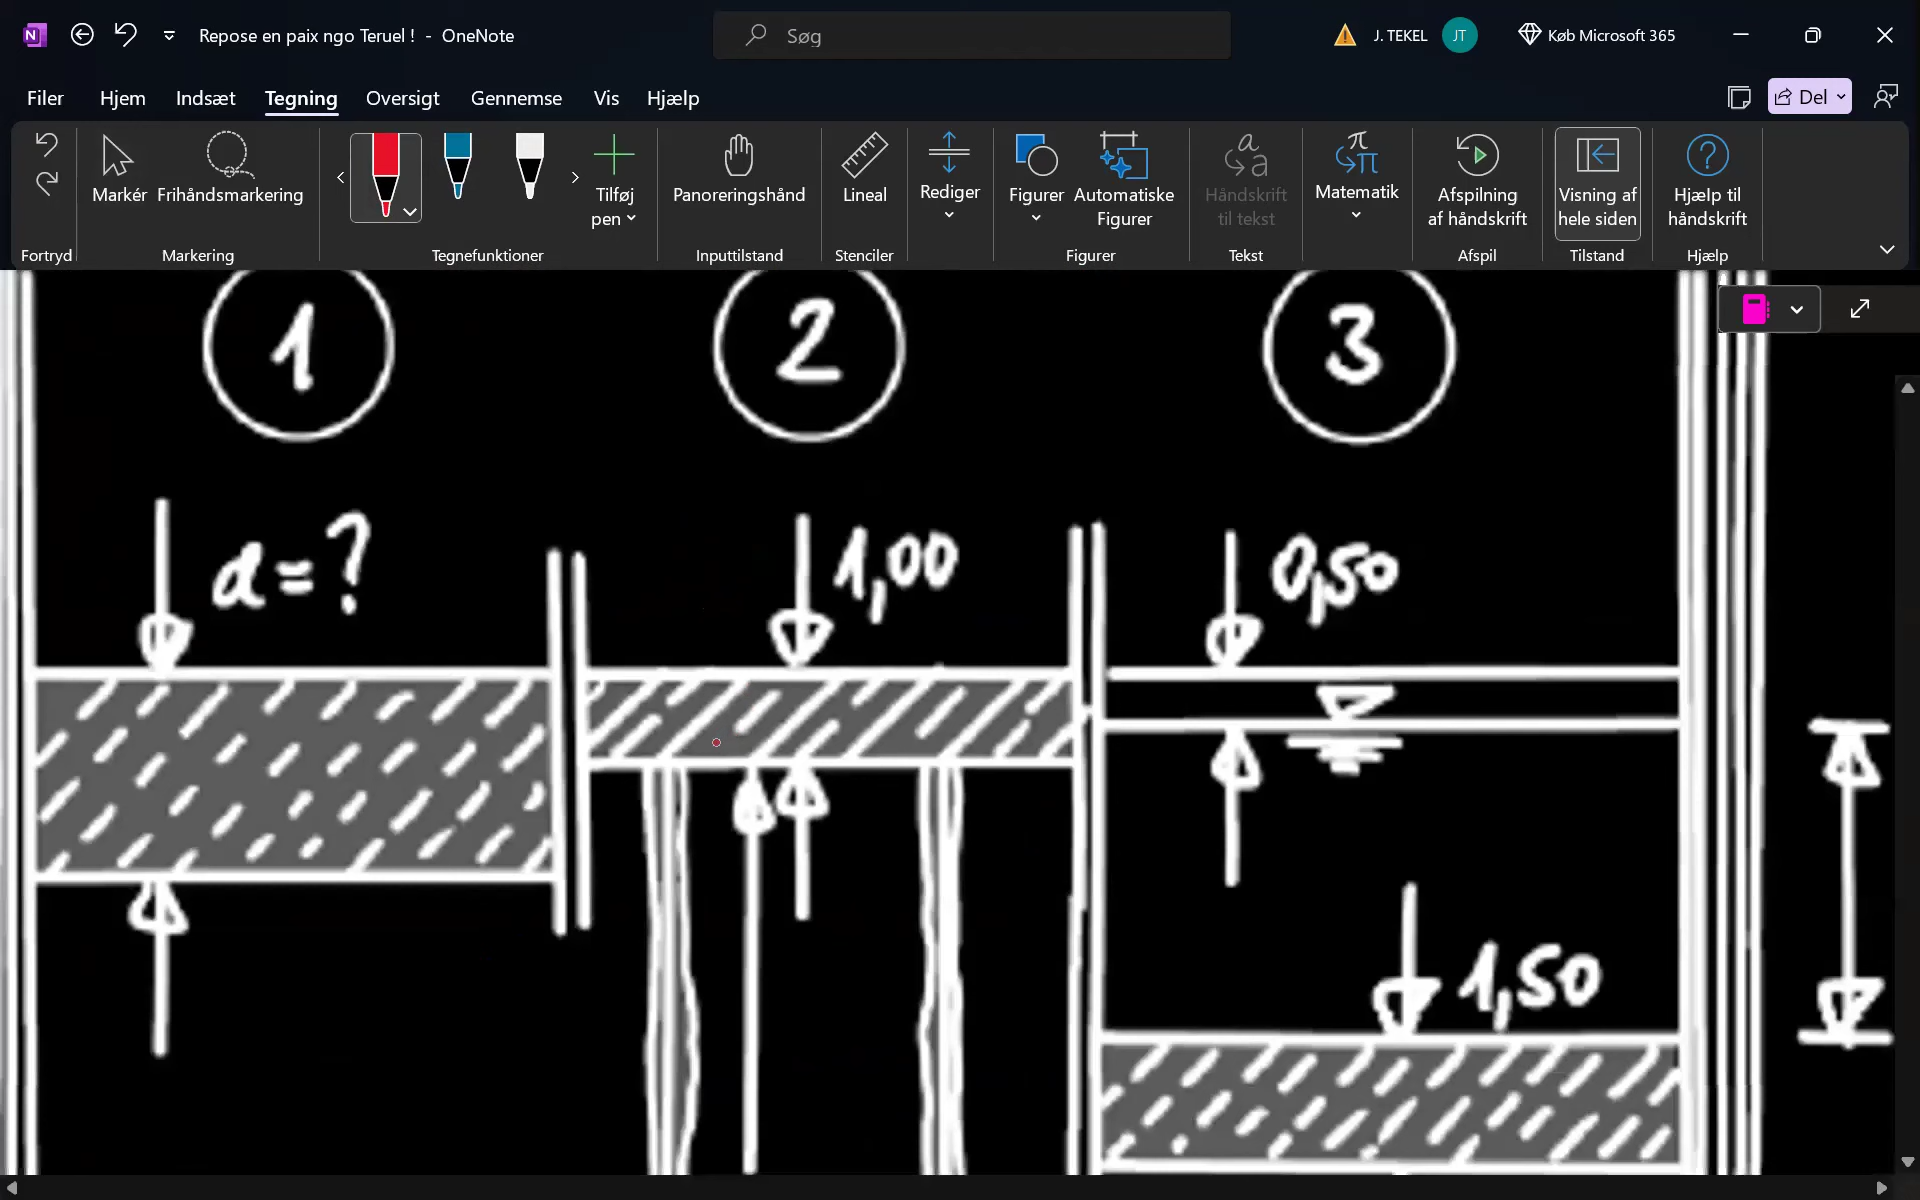 N Repose en paix ngo Teruel ! - OneNote
Søg
J. TEKEL JT Køb Microsoft 365
Filer Hjem Indsæt Tegning Oversigt Gennemse Vis Hjælp
Del
Markér Frihåndsmarkering
Tilføj
pen
Panoreringshånd
Lineal
Rediger
Figurer
Automatiske
Figurer
Håndskrift
til tekst
Matematik
Afspilning
af håndskrift
Visning af
hele siden
Hjælp til
håndskrift
Fortryd Markering Tegnefunktioner Inputtilstand Stenciler Figurer Tekst Afspil Tilstand Hjælp
1 2 3
a=? 1,00 0,50
1,50